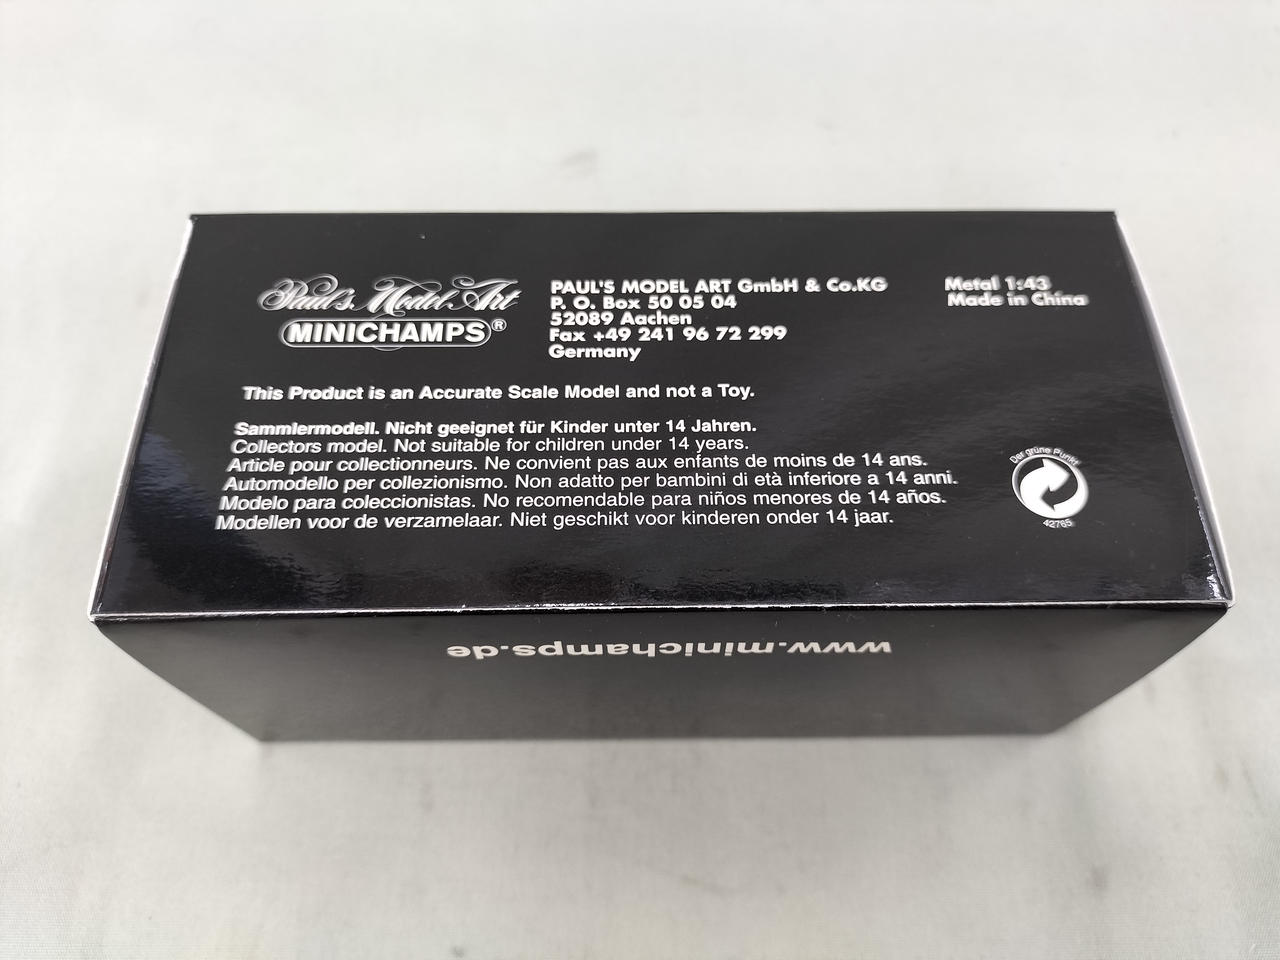 Paul's Model Art
MINICHAMPS®
PAUL'S MODEL ART GmbH & Co.KG
P. O. Box 50 05 04
52089 Aachen
Fax +49 241 96 72 299
Germany
Metal 1:43
Made in China
This Product is an Accurate Scale Model and not a Toy.
Sammlermodell. Nicht geeignet für Kinder unter 14 Jahren.
Collectors model. Not suitable for children under 14 years.
Article pour collectionneurs. Ne convient pas aux enfants de moins de 14 ans.
Automodello per collezionismo. Non adatto per bambini di età inferiore a 14 anni.
Modelo para coleccionistas. No recomendable para niños menores de 14 años.
Modellen voor de verzamelaar. Niet geschikt voor kinderen onder 14 jaar.
Der grüne Punkt
42765
www.minichamps.de